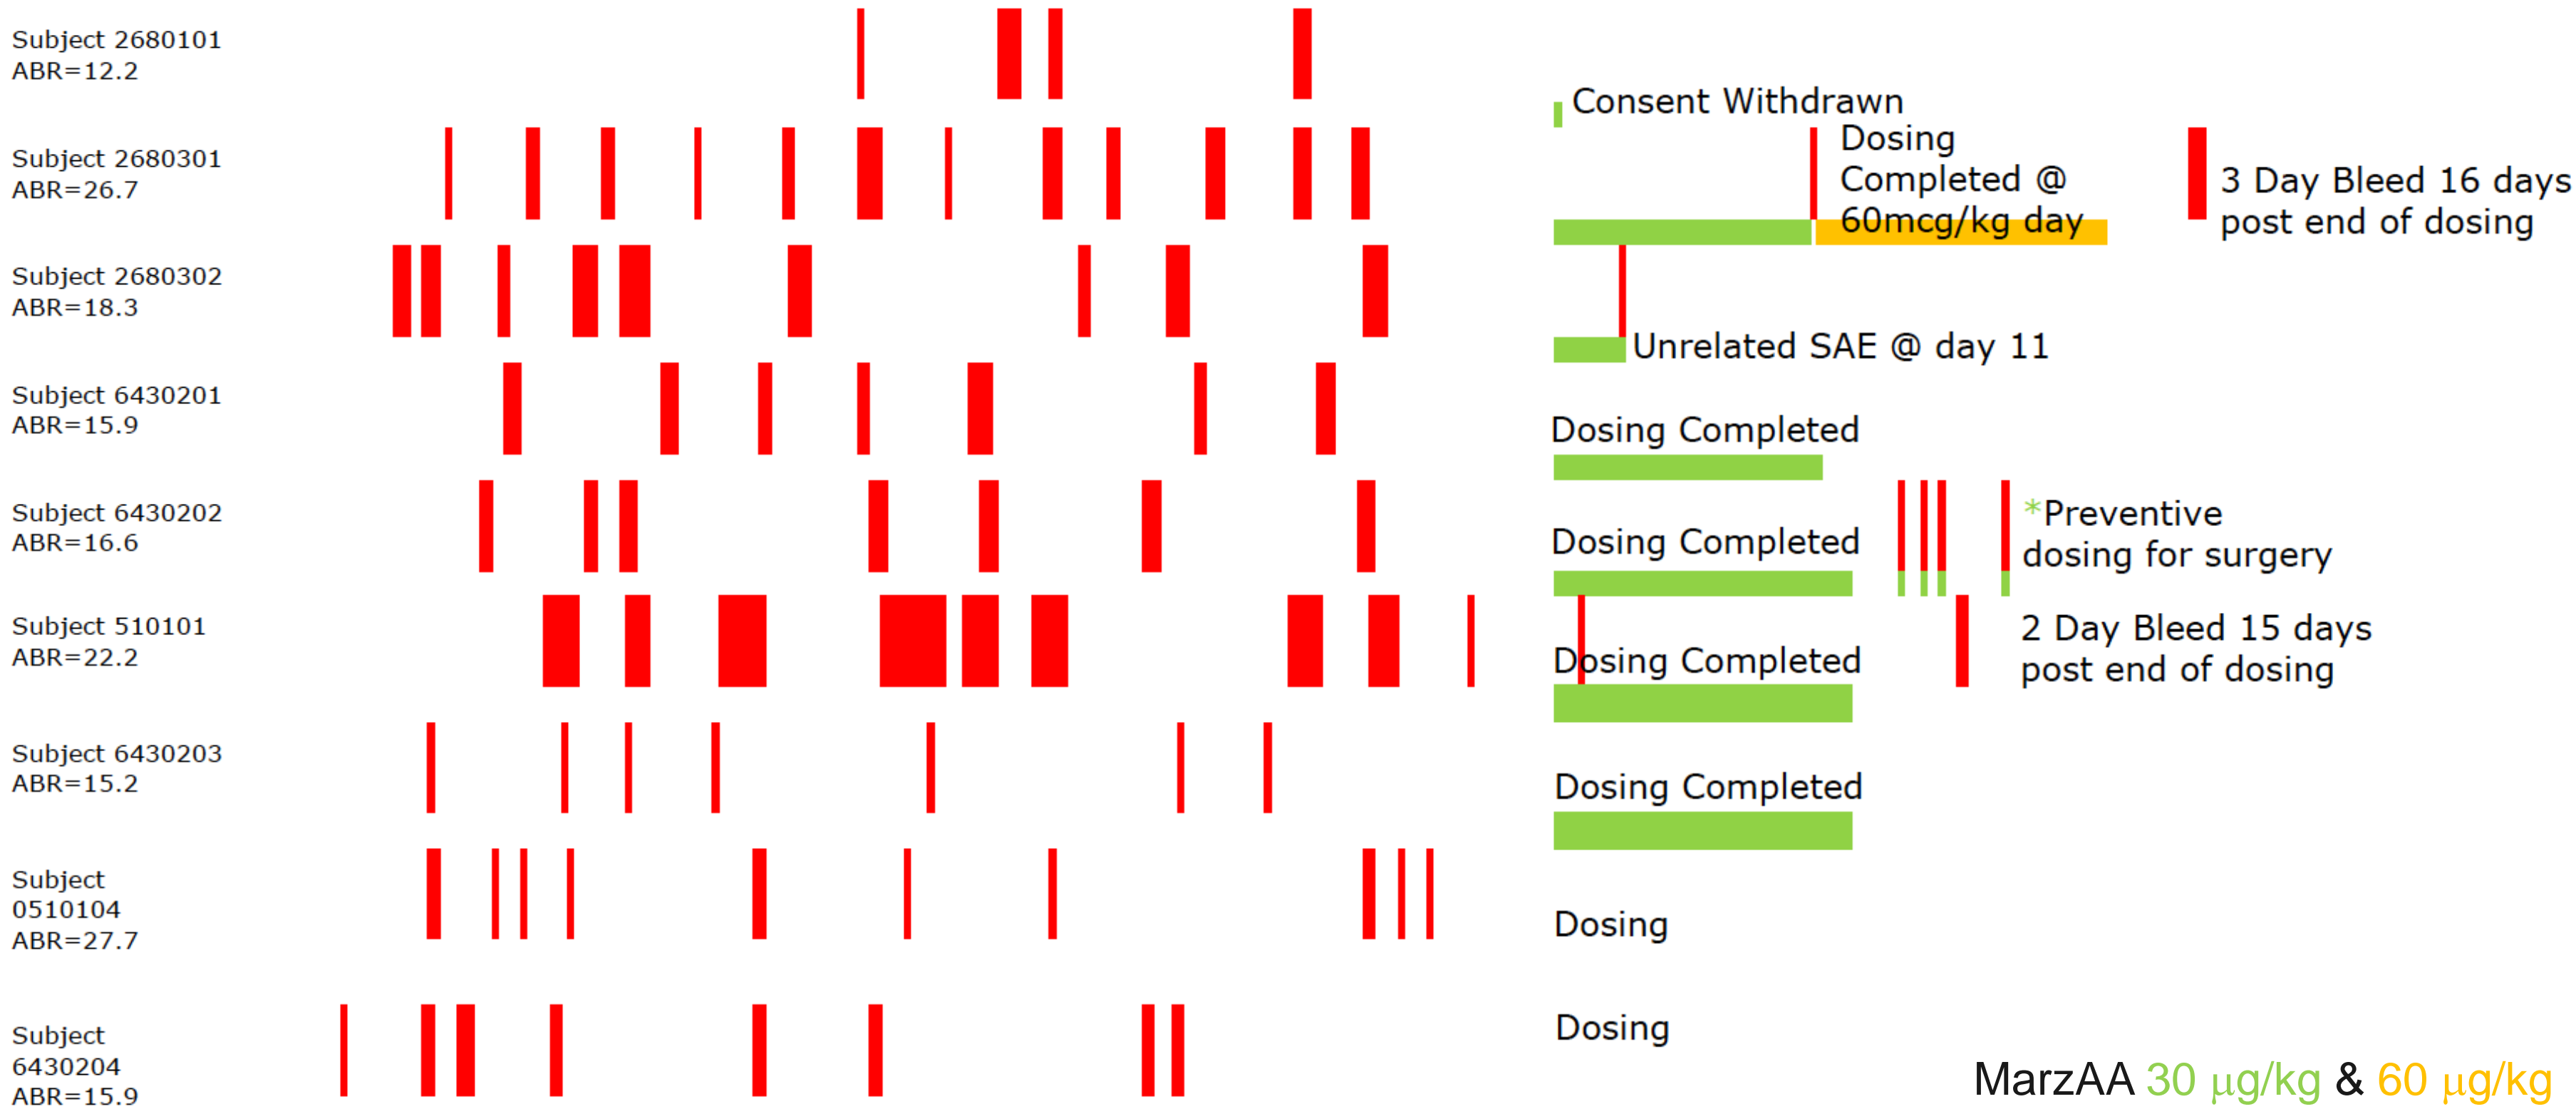 Subject 2680101
ABR=12.2
Consent Withdrawn
Subject 2680301
ABR=26.7
Dosing
Completed @
60mcg/kg day
3 Day Bleed 16 days
post end of dosing
Subject 2680302
ABR=18.3
Unrelated SAE @ day 11
Subject 6430201
ABR=15.9
Dosing Completed
Subject 6430202
ABR=16.6
Dosing Completed
*Preventive
dosing for surgery
Subject 510101
ABR=22.2
Dosing Completed
2 Day Bleed 15 days
post end of dosing
Subject 6430203
ABR=15.2
Dosing Completed
Subject
0510104
ABR=27.7
Dosing
Subject
6430204
ABR=15.9
Dosing
MarzAA 30 µg/kg & 60 µg/kg